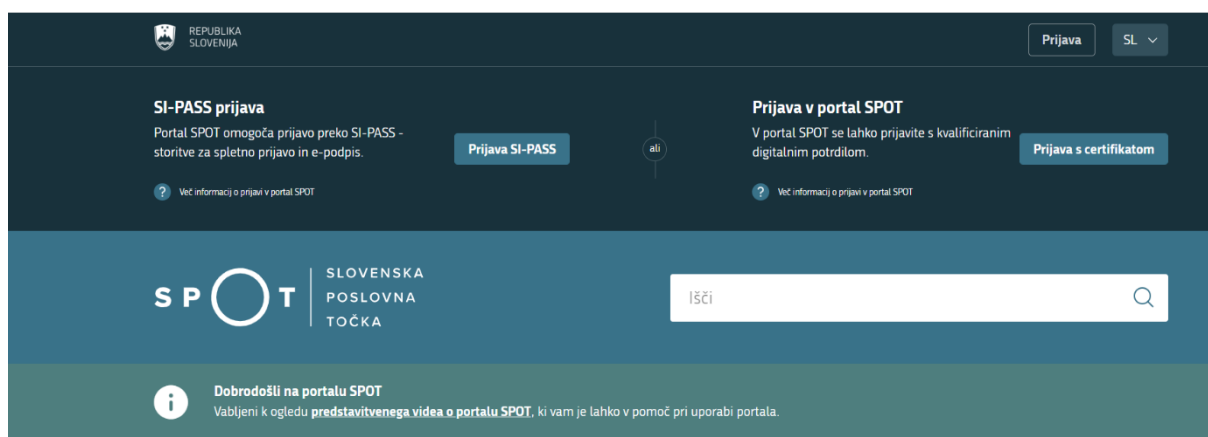 REPUBLIKA
SLOVENIJA
Prijava
SL
SI-PASS prijava
Portal SPOT omogoča prijavo preko SI-PASS -
storitve za spletno prijavo in e-podpis.
Prijava SI-PASS
Več informacij o prijavi v portal SPOT
ali
Prijava v portal SPOT
V portal SPOT se lahko prijavite s kvalificiranim
digitalnim potrdilom.
Prijava s certifikatom
Več informacij o prijavi v portal SPOT
SPOT
SLOVENSKA
POSLOVNA
TOČKA
Išči
Dobrodošli na portalu SPOT
Vabljeni k ogledu predstavitvenega videa o portalu SPOT, ki vam je lahko v pomoč pri uporabi portala.